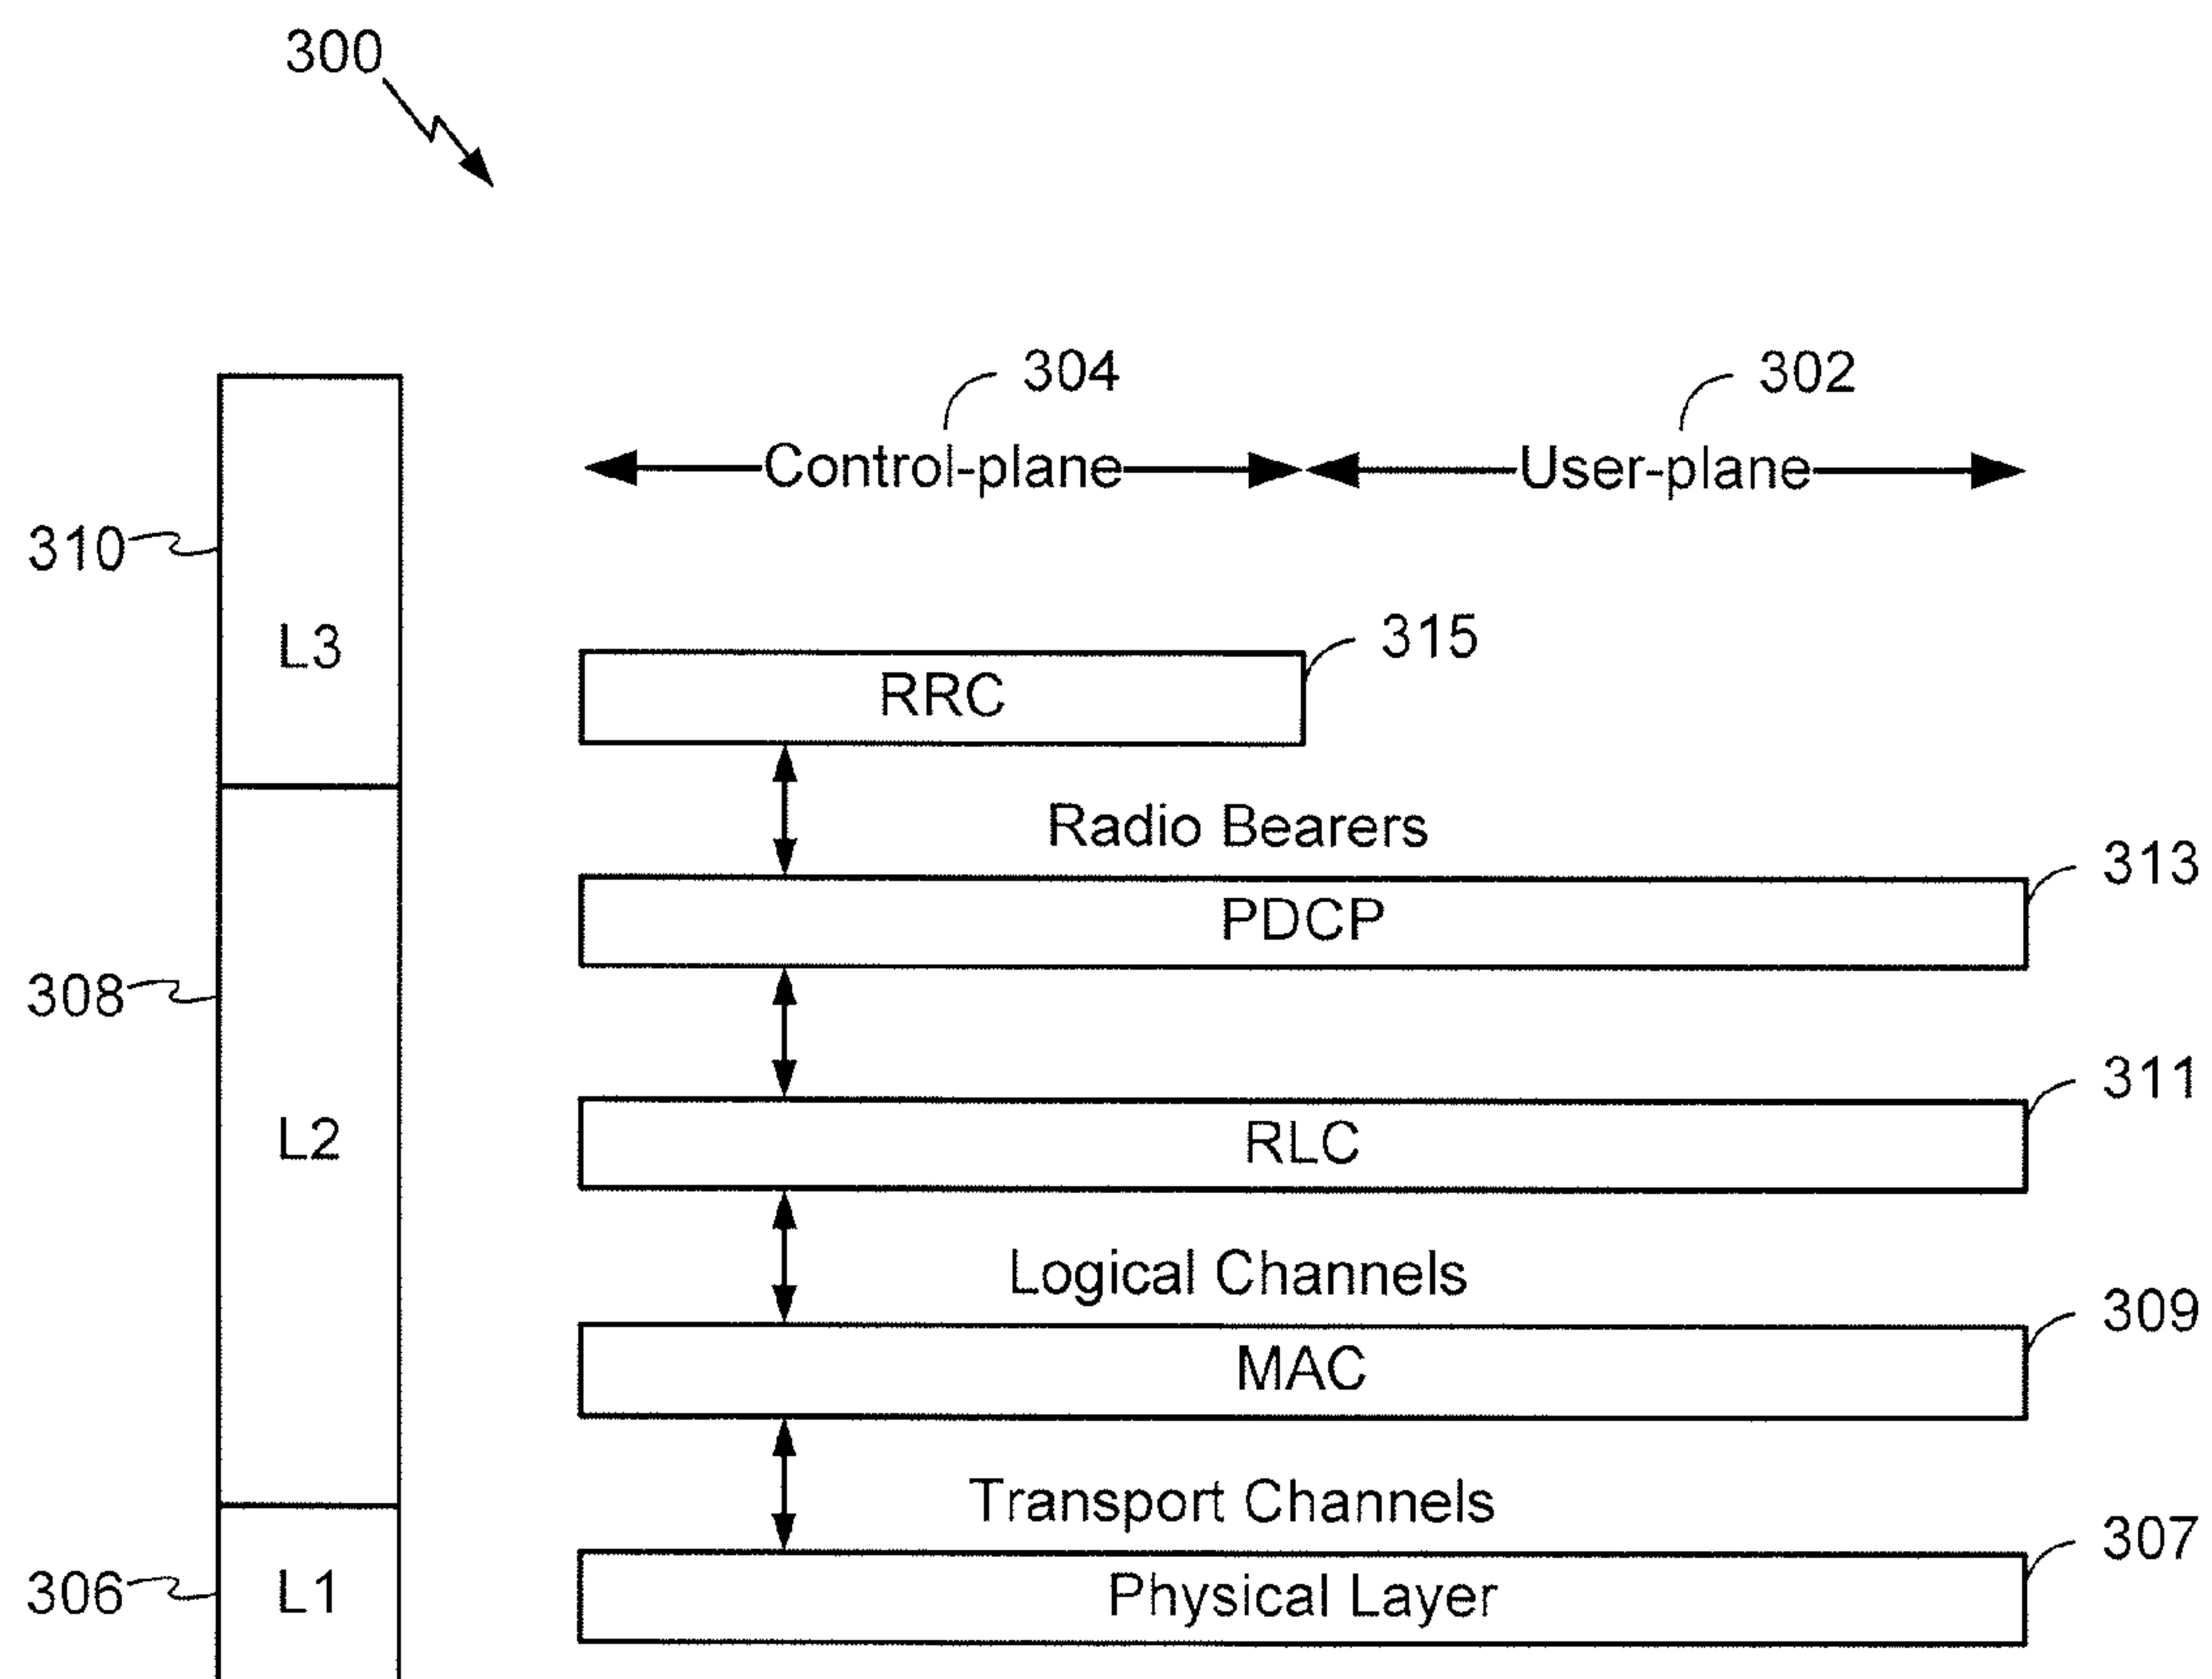 300
304
302
Control-plane
User-plane
310
L3
315
RRC
Radio Bearers
313
PDCP
308
311
L2
RLC
Logical Channels
309
MAC
Transport Channels
307
306
L1
Physical Layer